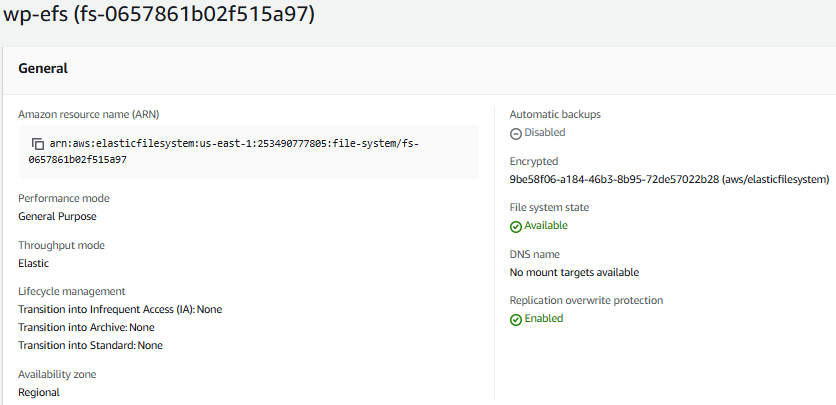 wp-efs (fs-0657861b02f515a97)
General
Amazon resource name (ARN)
arn:aws:elasticfilesystem:us-east-1:253490777805:file-system/fs-
0657861b02f515a97
Performance mode
General Purpose
Throughput mode
Elastic
Lifecycle management
Transition into Infrequent Access (IA): None
Transition into Archive: None
Transition into Standard: None
Availability zone
Regional
Automatic backups
Disabled
Encrypted
9be58f06-a184-46b3-8b95-72de57022b28 (aws/elasticfilesystem)
File system state
Available
DNS name
No mount targets available
Replication overwrite protection
Enabled